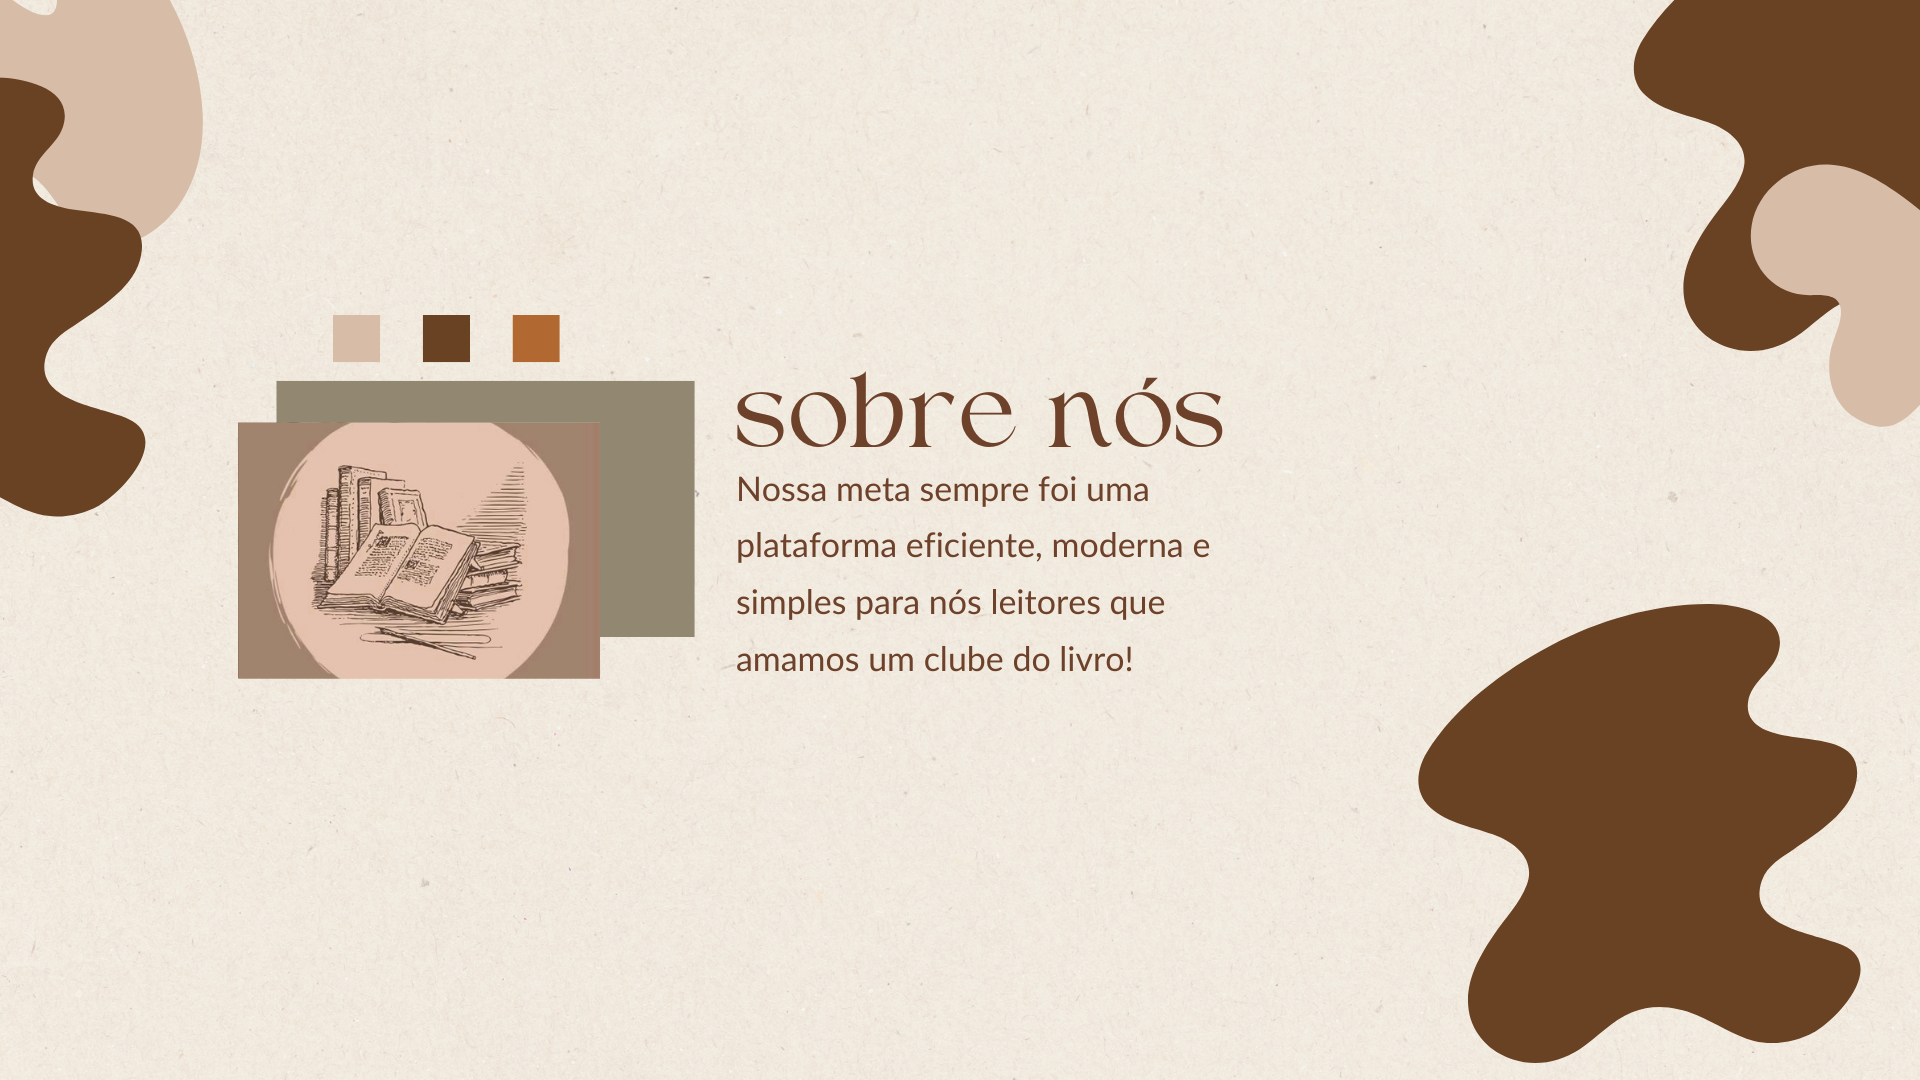 sobre nós
Nossa meta sempre foi uma
plataforma eficiente, moderna e
simples para nós leitores que
amamos um clube do livro!